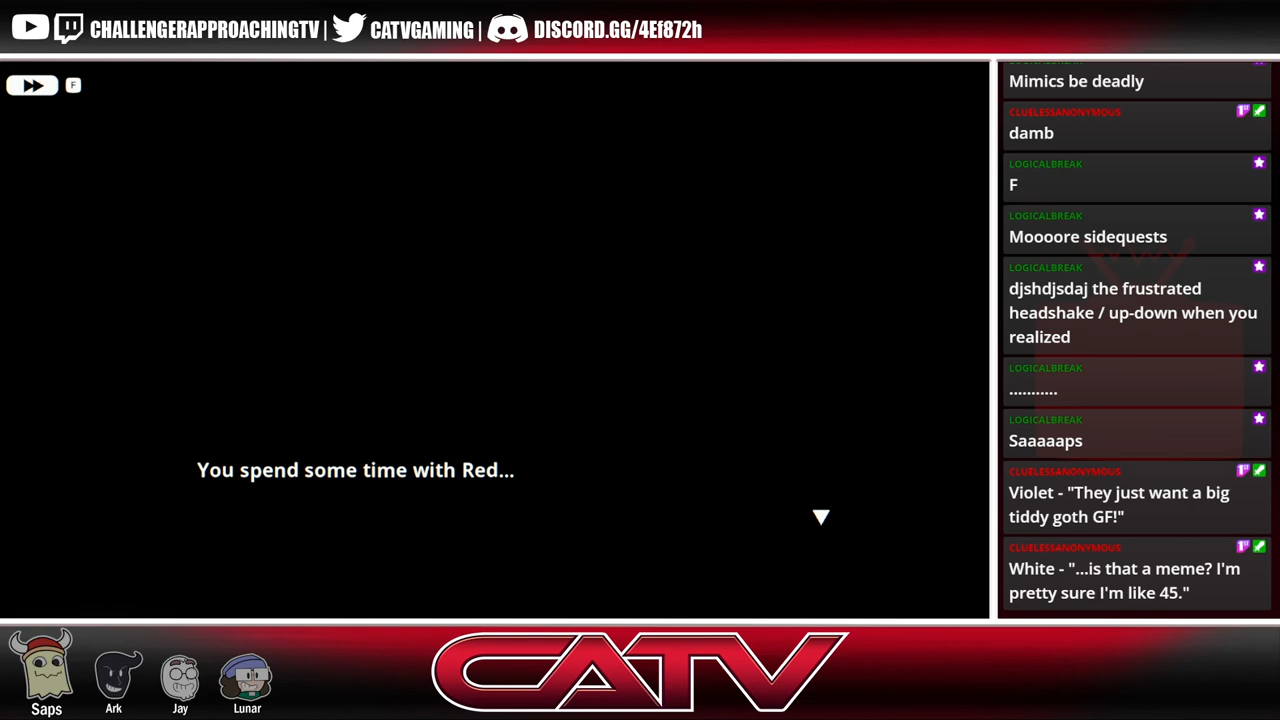 CHALLENGERAPPROACHINGTV | CATVGAMING | DISCORD.GG/4Ef872h
F
You spend some time with Red...
Mimics be deadly
CLUELESSANONYMOUS
damb
LOGICALBREAK
F
LOGICALBREAK
Moooore sidequests
LOGICALBREAK
djshdjsdaj the frustrated
headshake / up-down when you
realized
LOGICALBREAK
...........
LOGICALBREAK
Saaaaaps
CLUELESSANONYMOUS
Violet - "They just want a big
tiddy goth GF!"
CLUELESSANONYMOUS
White - "...is that a meme? I'm
pretty sure I'm like 45."
Saps
Ark
Jay
Lunar
CATV